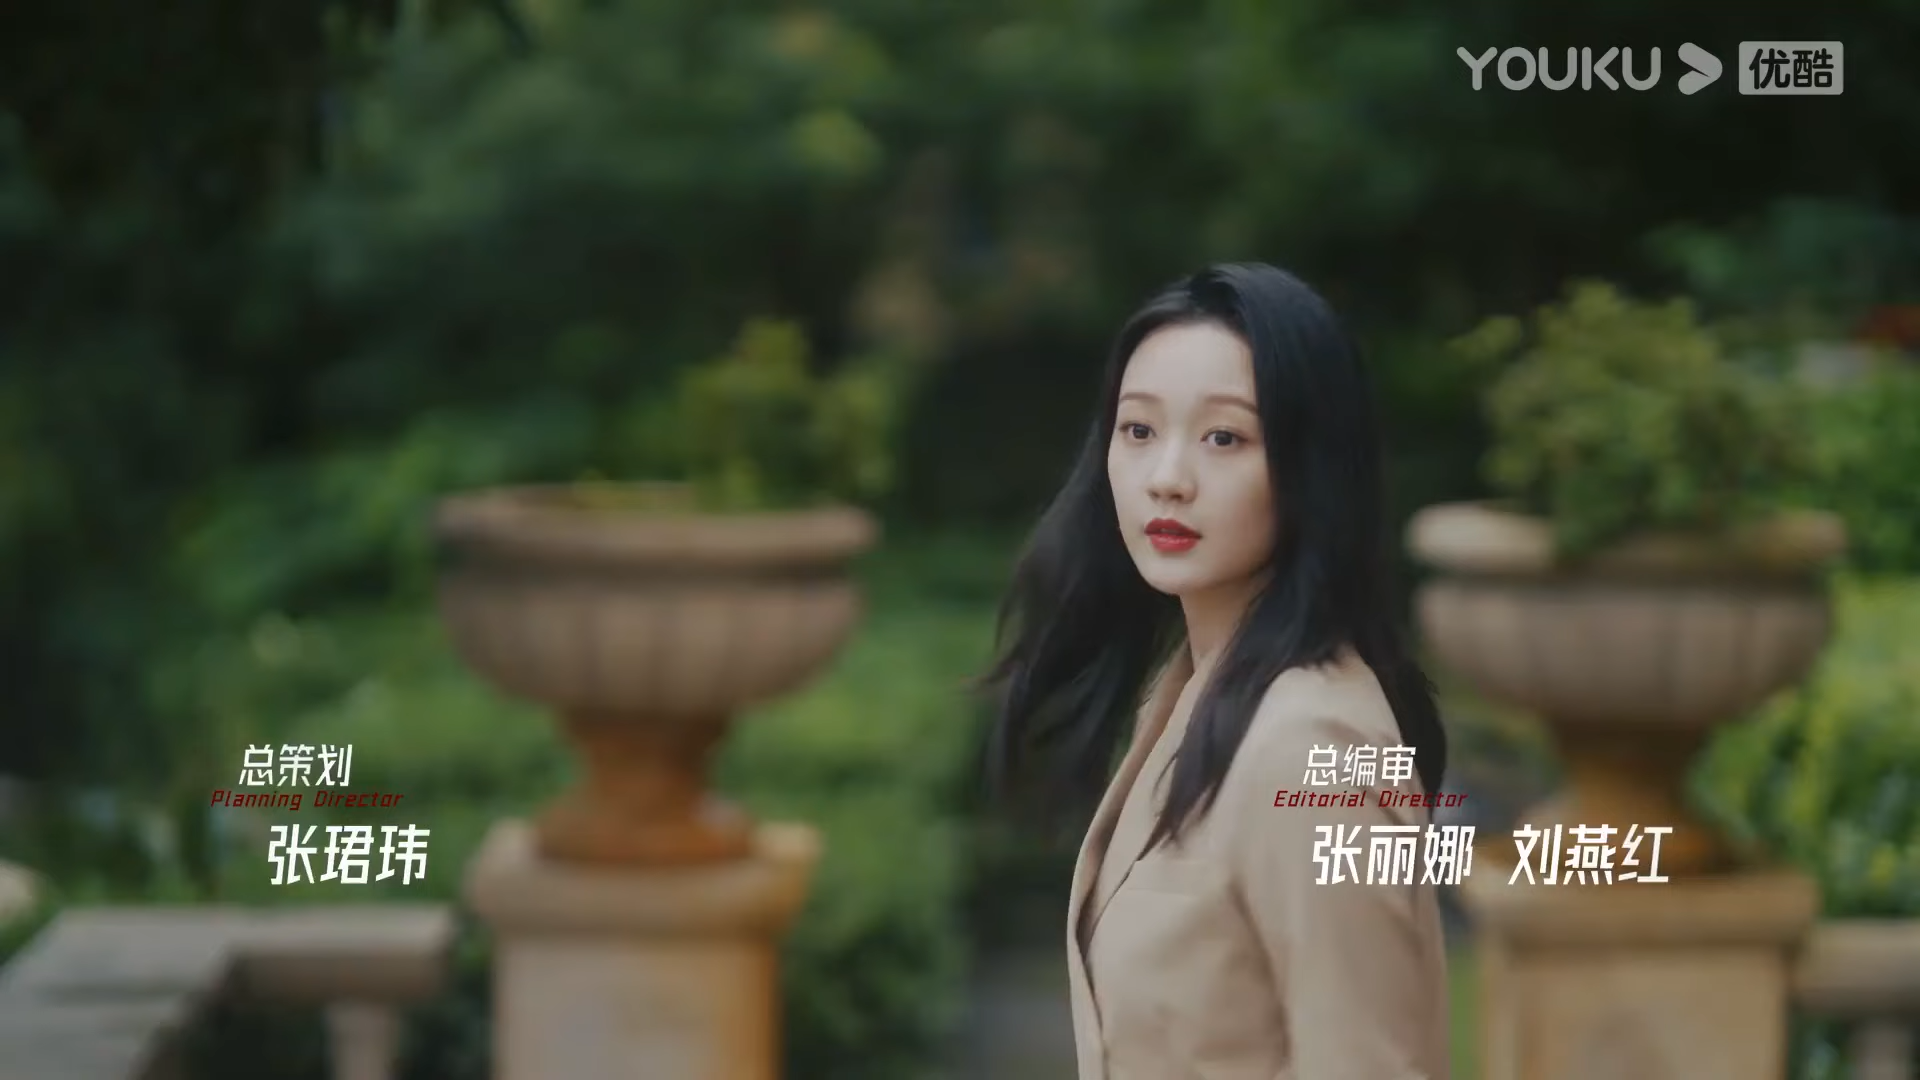 YOUKU 优酷
总策划
Planning Director
张珺玮
总编审
Editorial Director
张丽娜 刘燕红